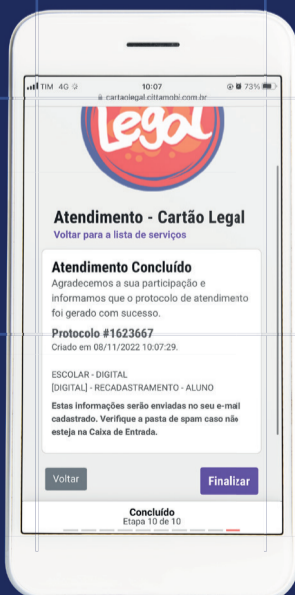 TIM 4G
10:07
73%
cartaolegal.cittamobi.com.br
Legal
Atendimento - Cartão Legal
Voltar para a lista de serviços
Atendimento Concluído
Agradecemos a sua participação e
informamos que o protocolo de atendimento
foi gerado com sucesso.
Protocolo #1623667
Criado em 08/11/2022 10:07:29.
ESCOLAR - DIGITAL
[DIGITAL] - RECADASTRAMENTO - ALUNO
Estas informações serão enviadas no seu e-mail
cadastrado. Verifique a pasta de spam caso não
esteja na Caixa de Entrada.
Voltar
Finalizar
Concluído
Etapa 10 de 10